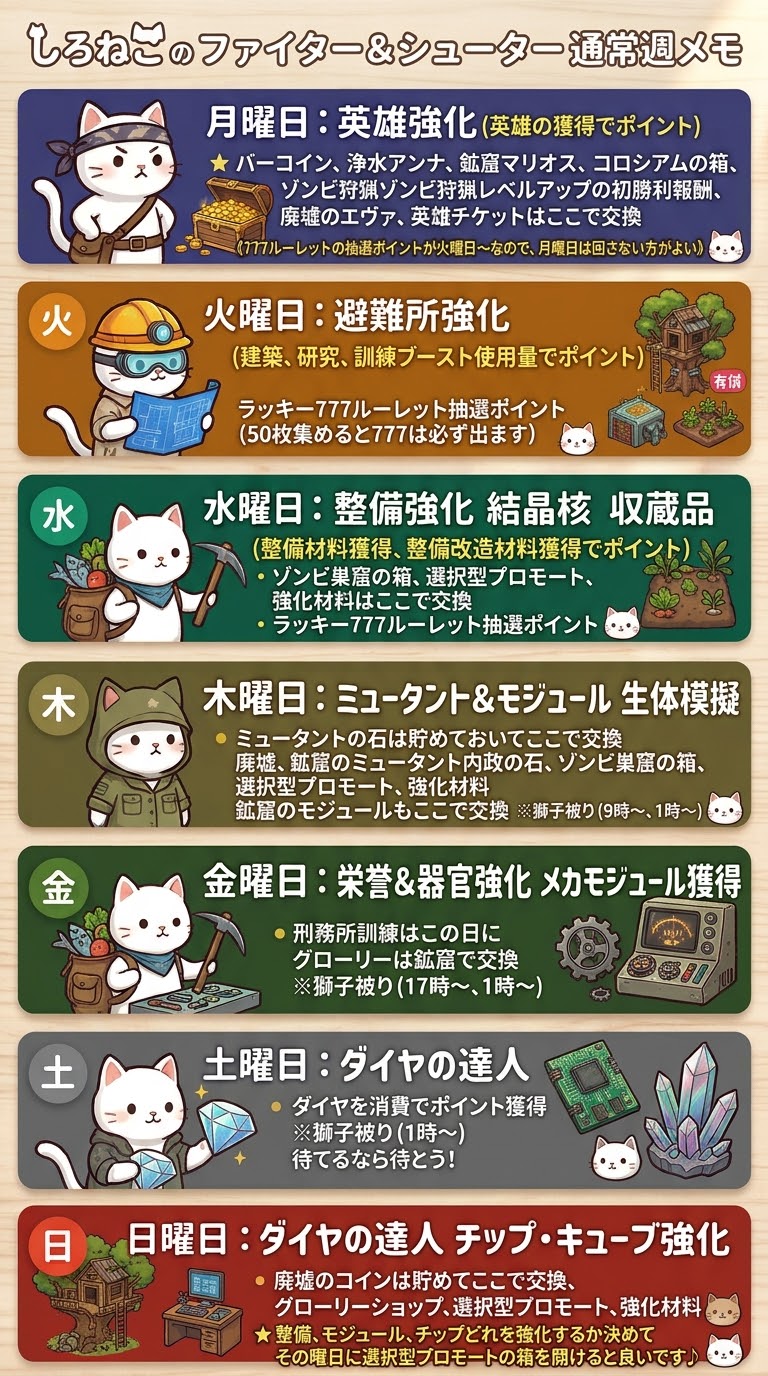 しろねこのファイター＆シューター 通常週メモ
月曜日：英雄強化(英雄の獲得でポイント)
★ バーコイン、浄水アンナ、鉱窟マリオス、コロシアムの箱、
ゾンビ狩猟ゾンビ狩猟レベルアップの初勝利報酬、
廃墟のエヴァ、英雄チケットはここで交換
(777ルーレットの抽選ポイントが火曜日〜なので、月曜日は回さない方がよい)
火
火曜日：避難所強化
(建築、研究、訓練ブースト使用量でポイント)
ラッキー777ルーレット抽選ポイント
(50枚集めると777は必ず出ます)
水
水曜日：整備強化 結晶核 収蔵品
(整備材料獲得、整備改造材料獲得でポイント)
• ゾンビ巣窟の箱、選択型プロモート、
強化材料はここで交換
• ラッキー777ルーレット抽選ポイント
木
木曜日：ミュータント&モジュール 生体模擬
• ミュータントの石は貯めておいてここで交換
廃墟、鉱窟のミュータント内政の石、ゾンビ巣窟の箱、
選択型プロモート、強化材料
鉱窟のモジュールもここで交換 ※獅子被り(9時〜、1時〜)
金
金曜日：栄誉&器官強化 メカモジュール獲得
• 刑務所訓練はこの日に
グローリーは鉱窟で交換
※獅子被り(17時〜、1時〜)
土
土曜日：ダイヤの達人
• ダイヤを消費でポイント獲得
※獅子被り(1時〜)
待てるなら待とう！
日
日曜日：ダイヤの達人 チップ・キューブ強化
• 廃墟のコインは貯めてここで交換、
グローリーショップ、選択型プロモート、強化材料
★ 整備、モジュール、チップどれを強化するか決めて
その曜日に選択型プロモートの箱を開けると良いです♪